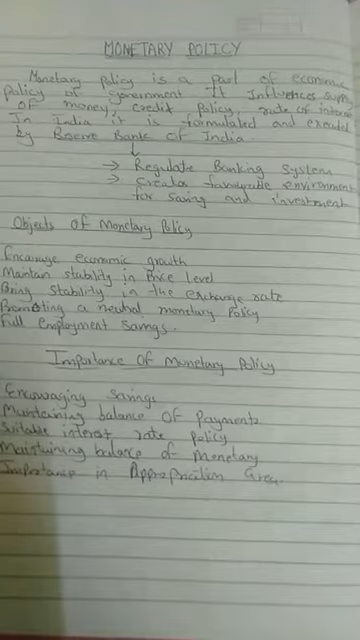 MONETARY POLICY
Monetary policy is a part of economic
policy of government It Influences supp
of money, credit policy, rate of interes
In India it is formulated and executed
by Reserve Bank of India.
→ Regulate Banking System
→ Creates favourable environment
for Saving and investment
Objects of Monetary Policy
Encourage economic growth
Maintain stability in Price Level
Bring stability in the exchange rate
Promoting a neutral monetary Policy
Full employment Savings.
Importance of Monetary Policy
Encouraging Savings
Maintaining balance of Payments
Suitable interest rate policy
Maintaining balance of Monetary
Importance in Area.